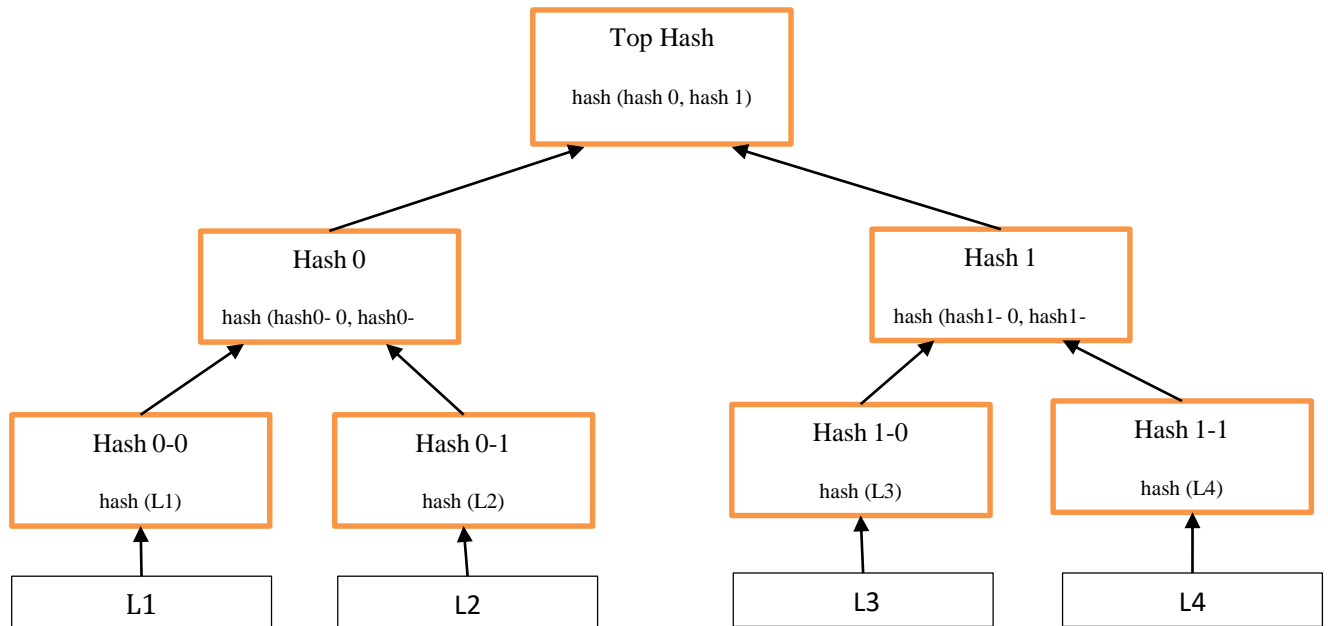 Top Hash
hash (hash 0, hash 1)
Hash 0
hash (hash0- 0, hash0-
Hash 1
hash (hash1- 0, hash1-
Hash 0-0
hash (L1)
Hash 0-1
hash (L2)
Hash 1-0
hash (L3)
Hash 1-1
hash (L4)
L1
L2
L3
L4